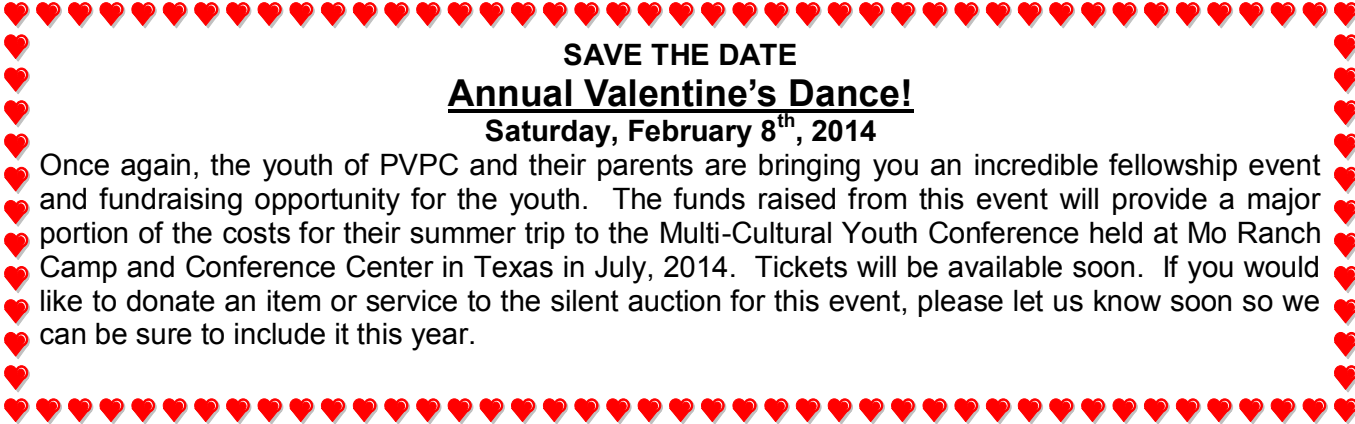 SAVE THE DATE
Annual Valentine’s Dance!
Saturday, February 8th, 2014
Once again, the youth of PVPC and their parents are bringing you an incredible fellowship event
and fundraising opportunity for the youth.  The funds raised from this event will provide a major
portion of the costs for their summer trip to the Multi-Cultural Youth Conference held at Mo Ranch
Camp and Conference Center in Texas in July, 2014.  Tickets will be available soon.  If you would
like to donate an item or service to the silent auction for this event, please let us know soon so we
can be sure to include it this year.